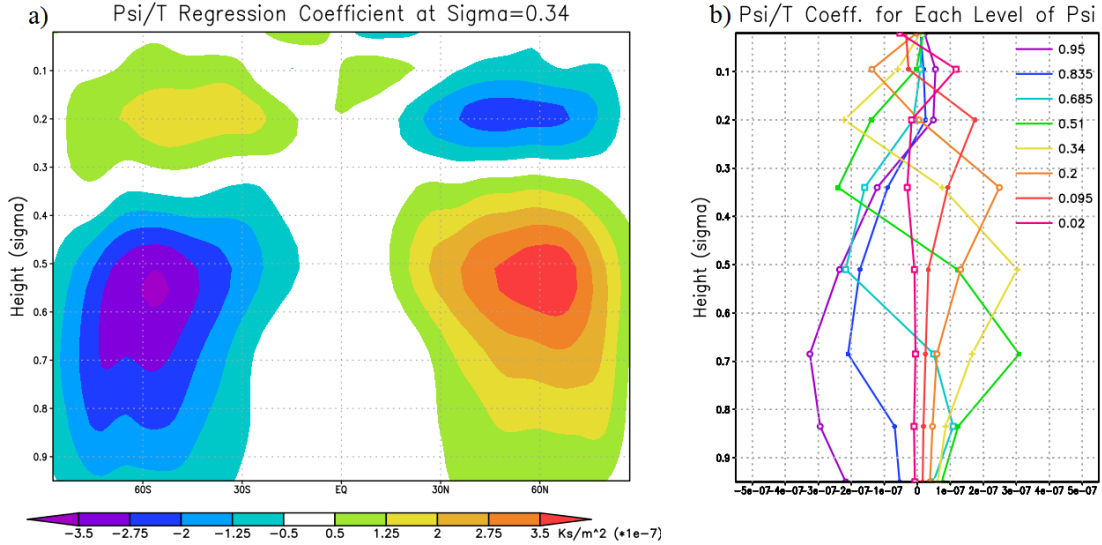 a)
Psi/T Regression Coefficient at Sigma=0.34
Height (sigma)
0.1
0.2
0.3
0.4
0.5
0.6
0.7
0.8
0.9
60S 30S EQ 30N 60N
-3.5 -2.75 -2 -1.25 -0.5 0.5 1.25 2 2.75 3.5 Ks/m^2 (*1e-7)
b)
Psi/T Coeff. for Each Level of Psi
Height (sigma)
0.1
0.2
0.3
0.4
0.5
0.6
0.7
0.8
0.9
-5e-07 -4e-07 -3e-07 -2e-07 -1e-07 0 1e-07 2e-07 3e-07 4e-07 5e-07
0.95
0.835
0.685
0.51
0.34
0.2
0.095
0.02